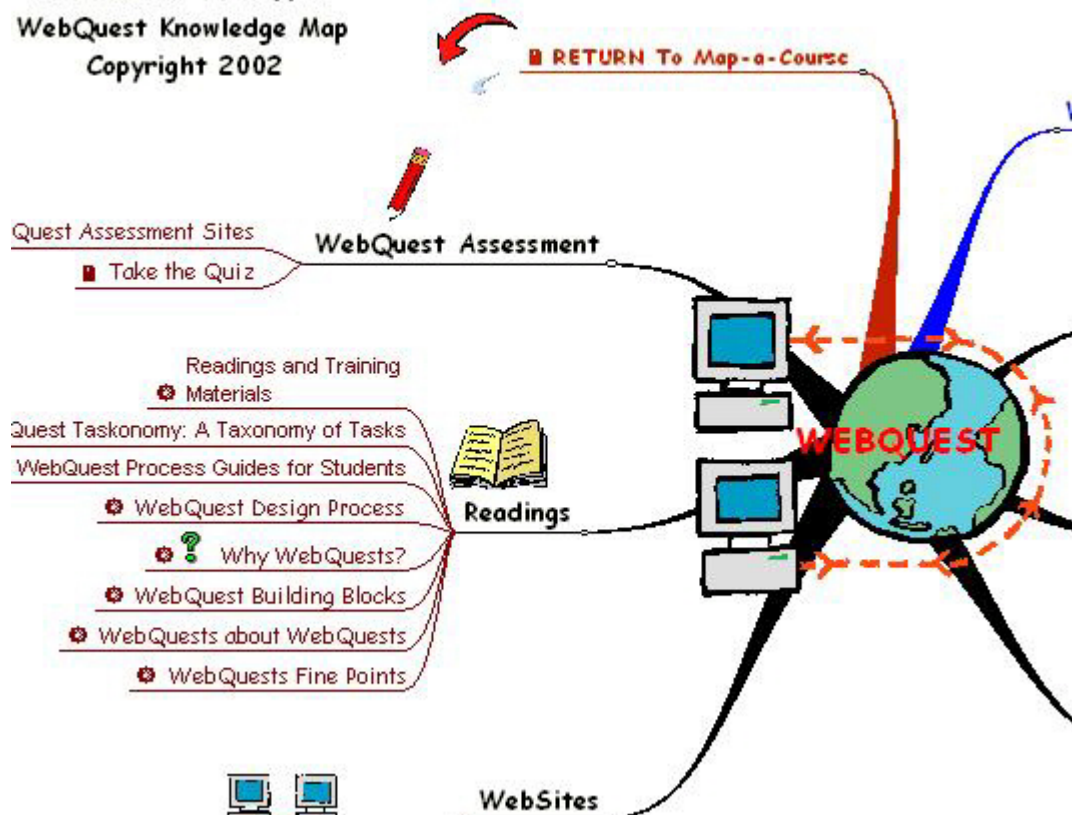 WebQuest Knowledge Map
Copyright 2002
RETURN To Map-a-Course
Quest Assessment Sites
WebQuest Assessment
Take the Quiz
Readings and Training
Materials
Quest Taskonomy: A Taxonomy of Tasks
WebQuest Process Guides for Students
WebQuest Design Process
Readings
Why WebQuests?
WebQuest Building Blocks
WebQuests about WebQuests
WebQuests Fine Points
WEBQUEST
WebSites